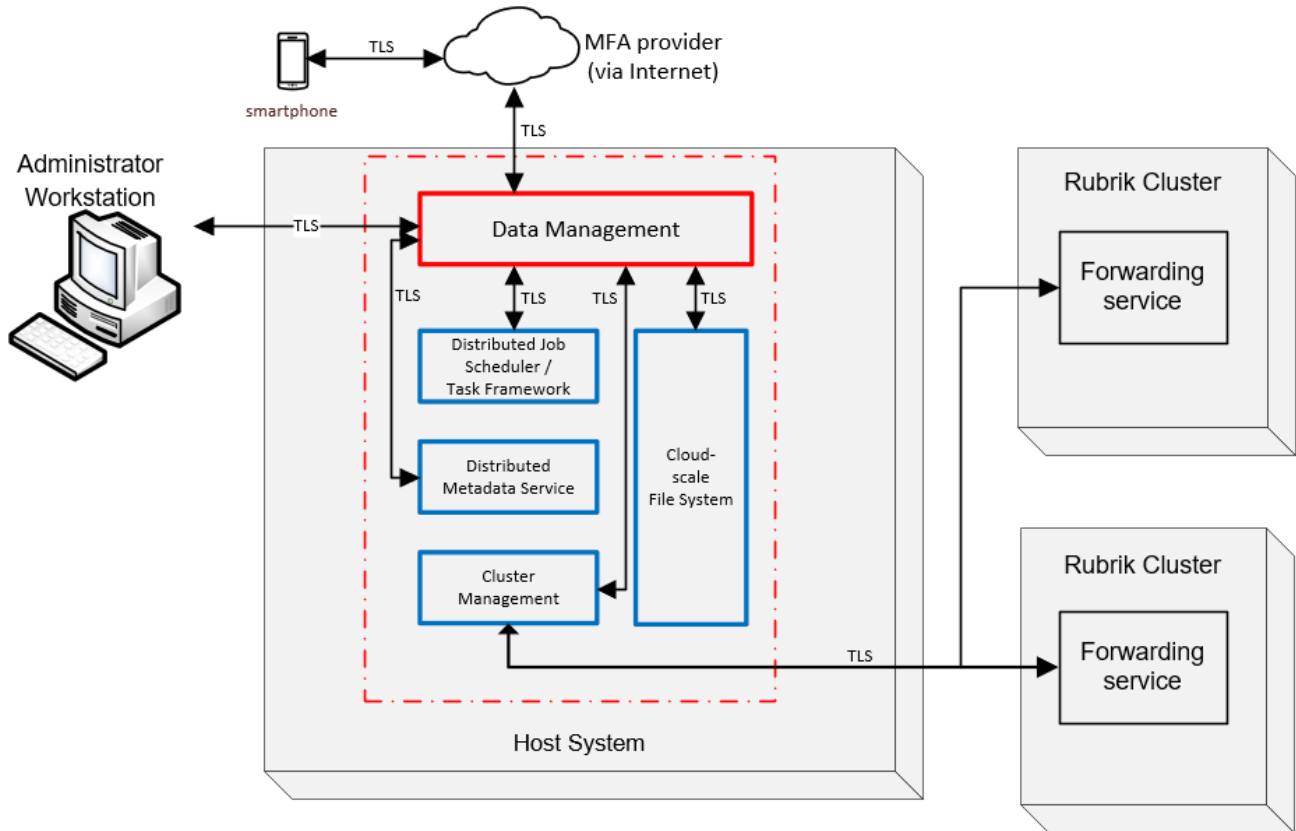 TLS
MFA provider
(via Internet)
smartphone
TLS
Administrator
Workstation
TLS
Data Management
Rubrik Cluster
Forwarding
service
TLS
TLS
TLS
TLS
Distributed Job
Scheduler /
Task Framework
Distributed
Metadata Service
Cloud-
scale
File System
Cluster
Management
Rubrik Cluster
Forwarding
service
TLS
Host System